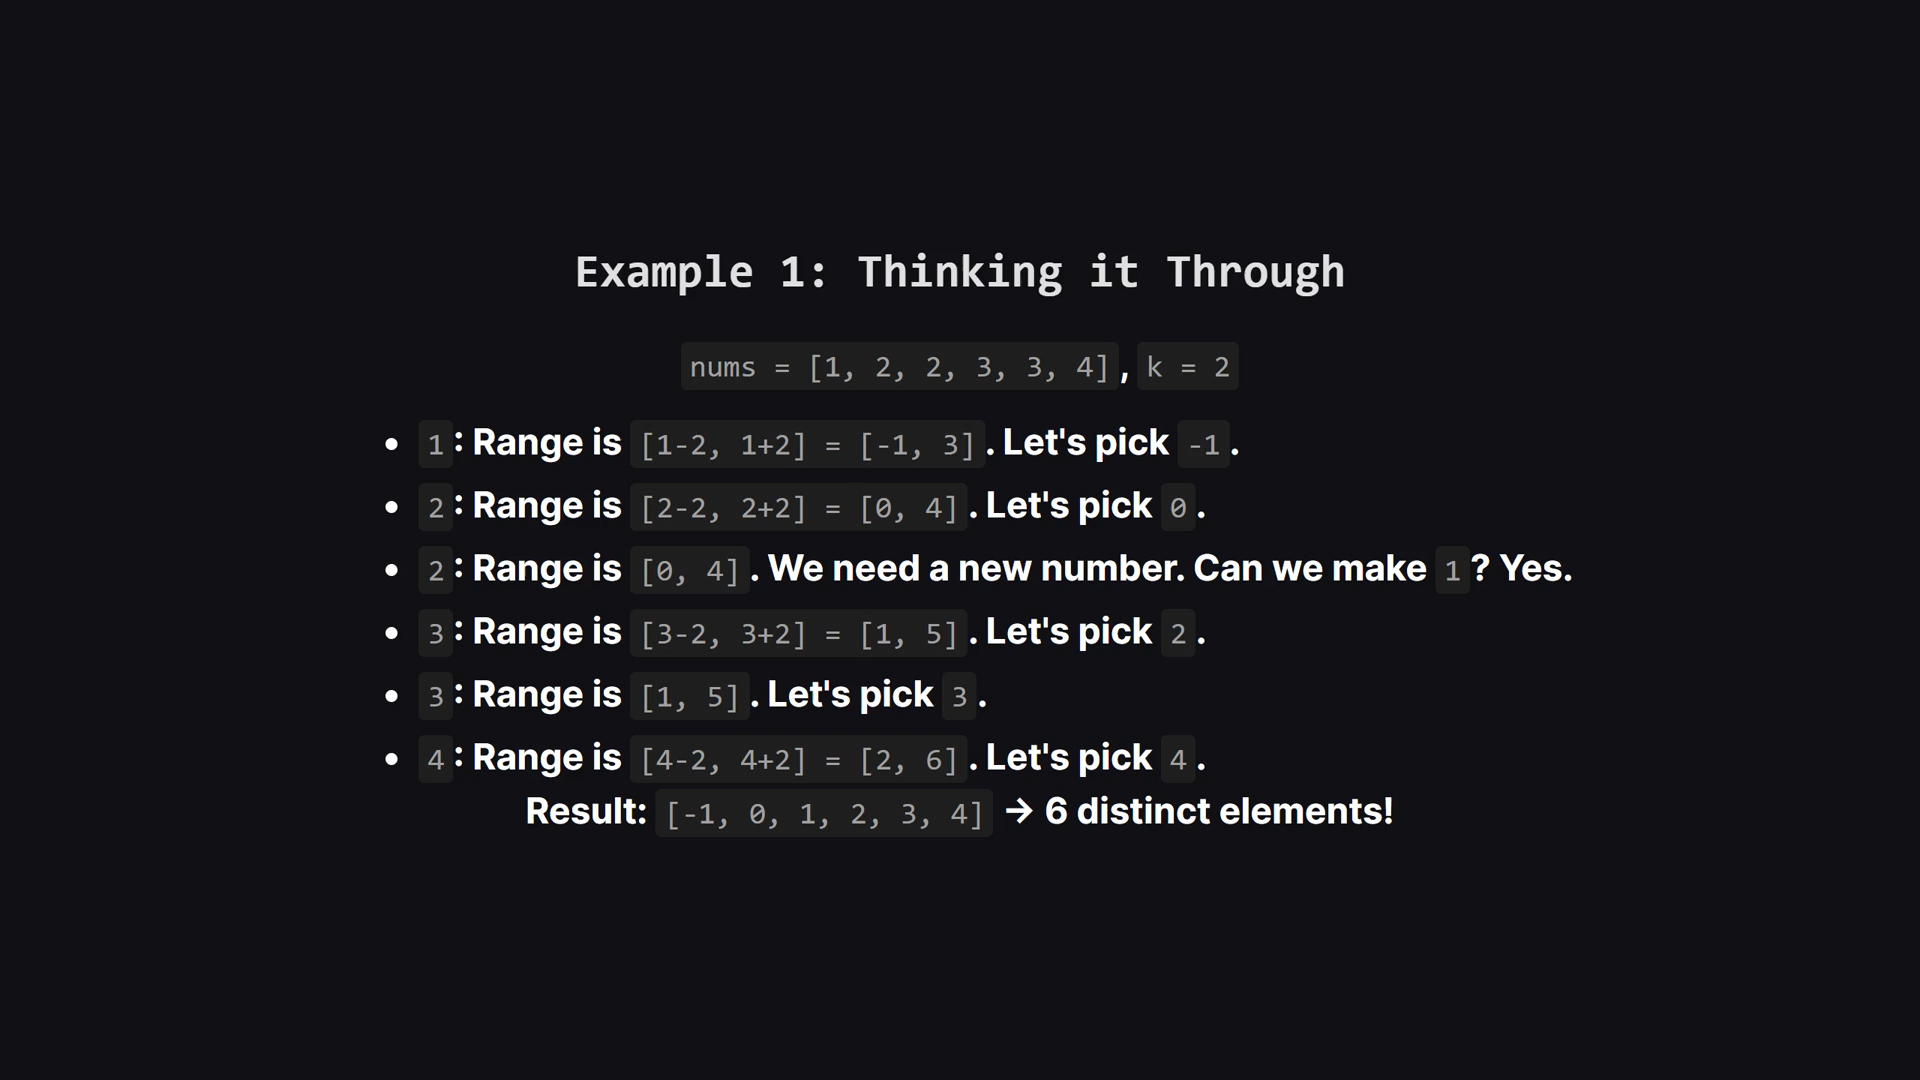 Example 1: Thinking it Through
nums = [1, 2, 2, 3, 3, 4], k = 2
• 1: Range is [1-2, 1+2] = [-1, 3]. Let's pick -1.
• 2: Range is [2-2, 2+2] = [0, 4]. Let's pick 0.
• 2: Range is [0, 4]. We need a new number. Can we make 1? Yes.
• 3: Range is [3-2, 3+2] = [1, 5]. Let's pick 2.
• 3: Range is [1, 5]. Let's pick 3.
• 4: Range is [4-2, 4+2] = [2, 6]. Let's pick 4.
Result: [-1, 0, 1, 2, 3, 4] → 6 distinct elements!